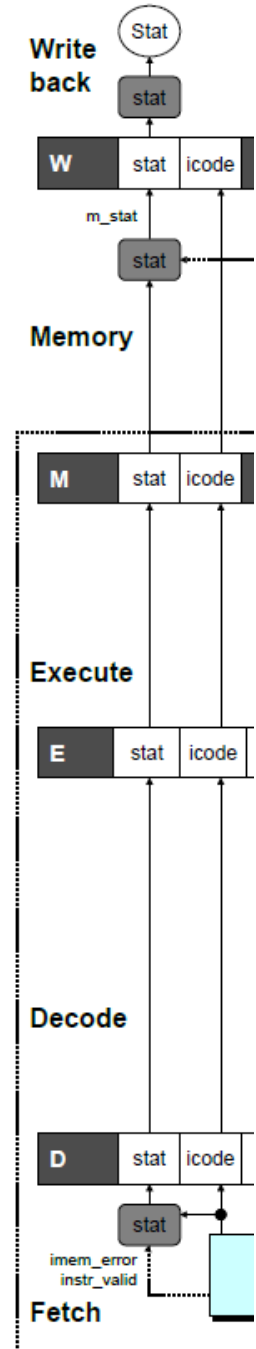 Stat
Write
back
stat
W stat icode
m_stat
stat
Memory
M stat icode
Execute
E stat icode
Decode
D stat icode
stat
imem_error
instr_valid
Fetch